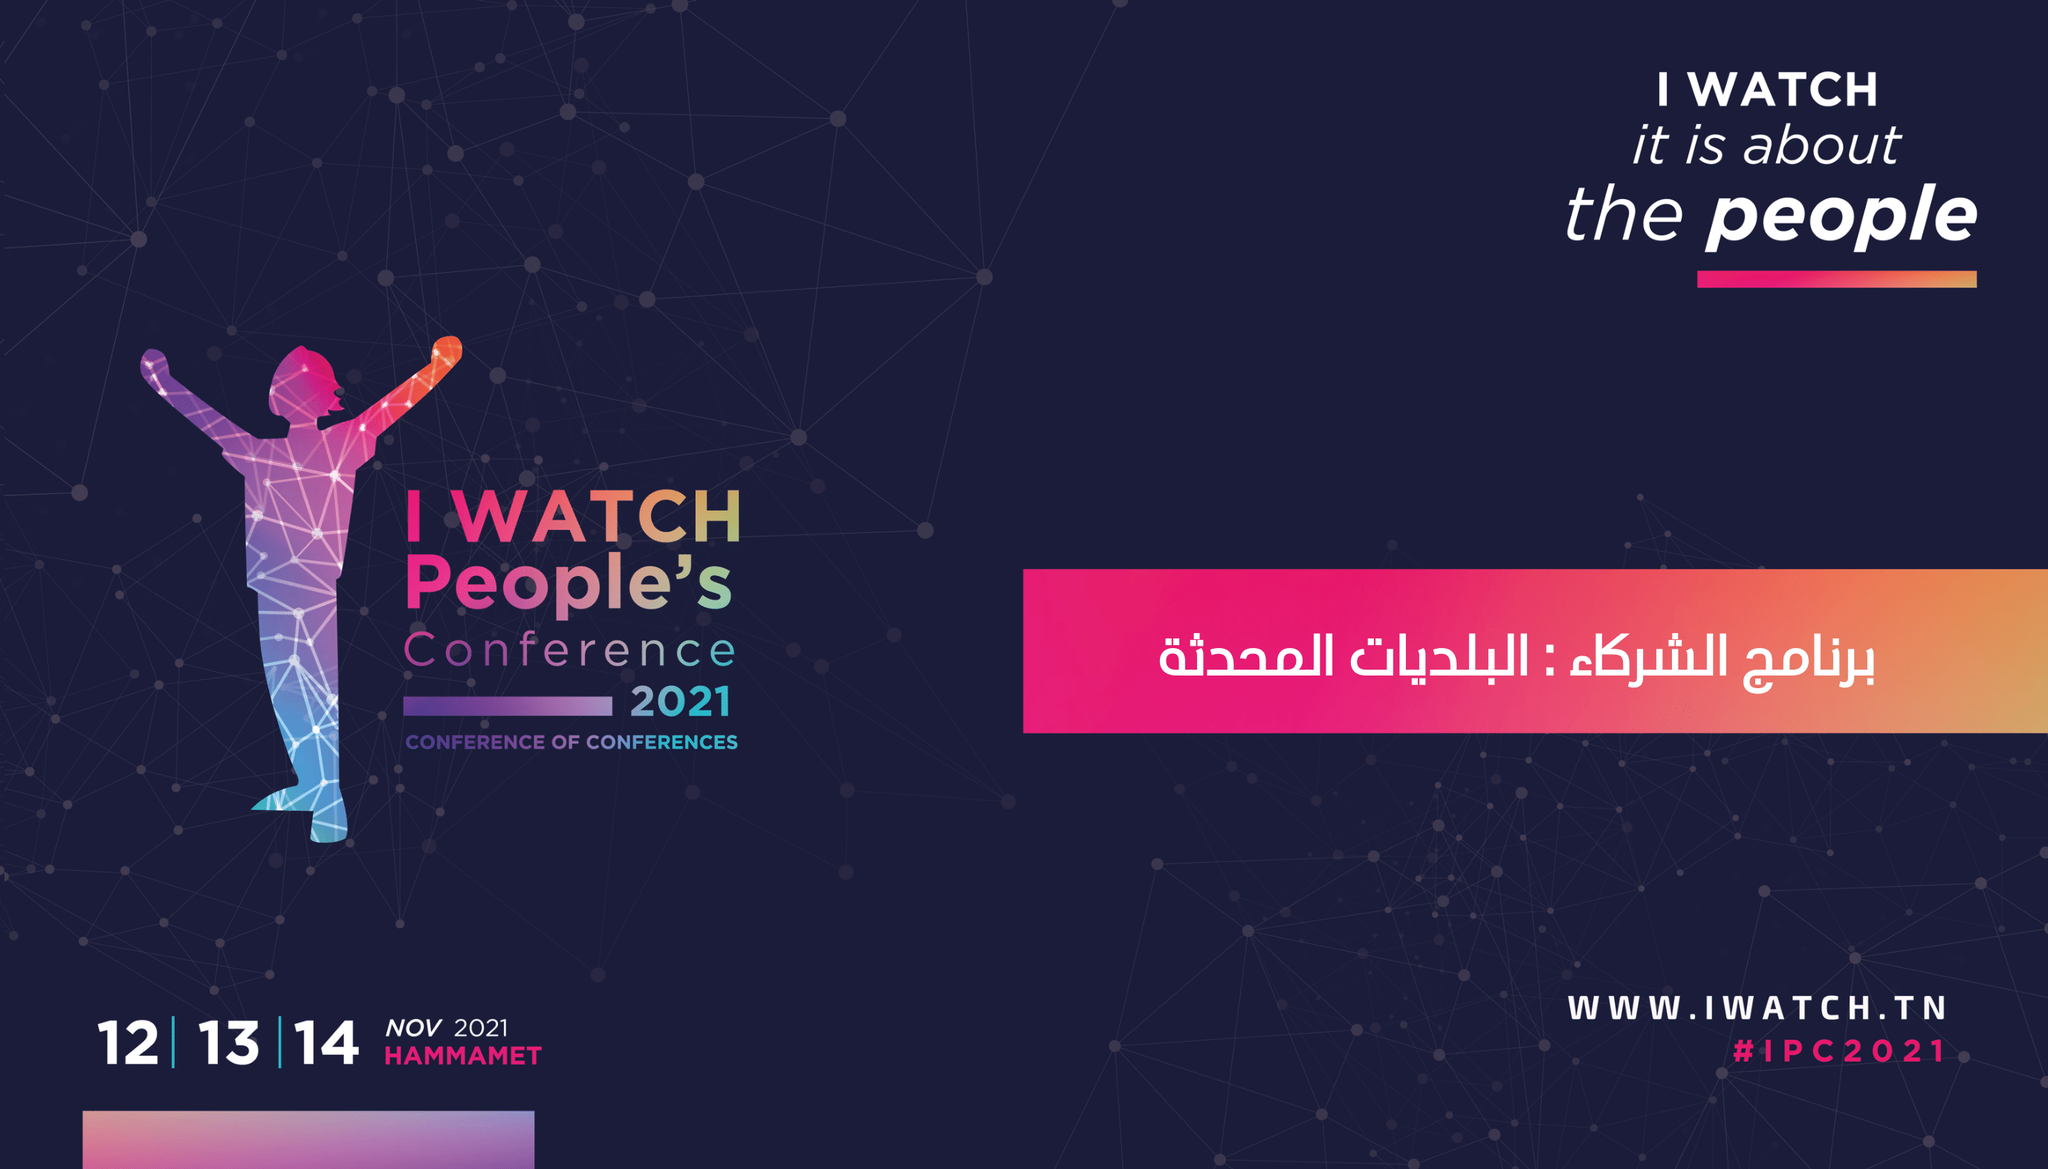 I WATCH
it is about
the people
I WATCH
People's
Conference
2021
CONFERENCE OF CONFERENCES
برنامج الشركاء : البلديات المحدثة
12 | 13 | 14
NOV 2021
HAMMAMET
WWW.IWATCH.TN
#IPC2021